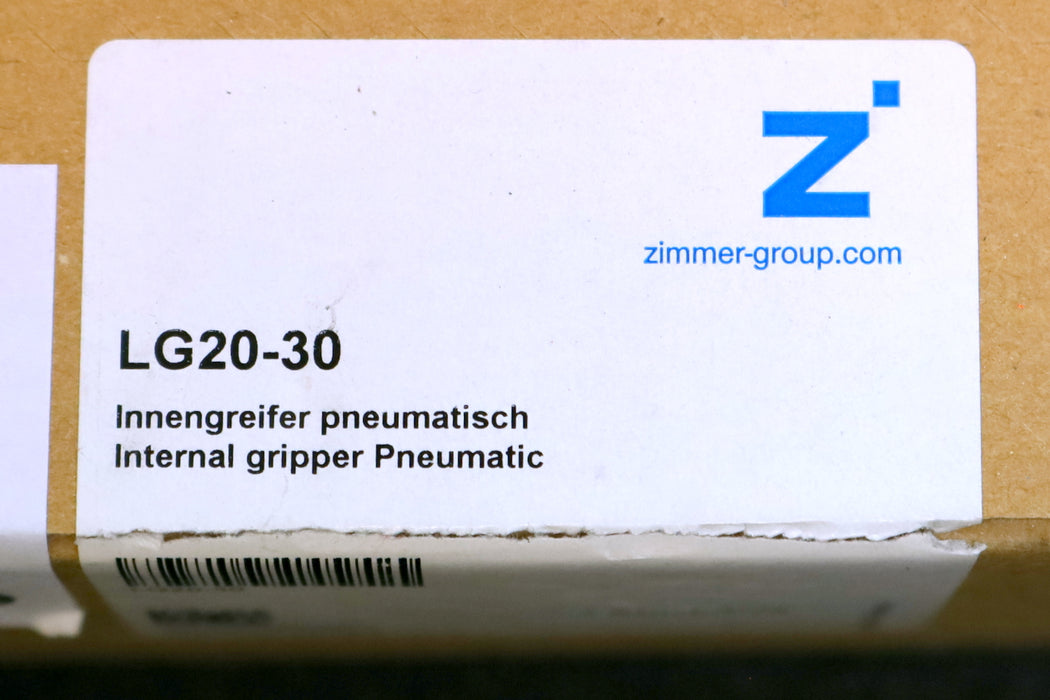 zimmer-group.com
LG20-30
Innengreifer pneumatisch
Internal gripper Pneumatic